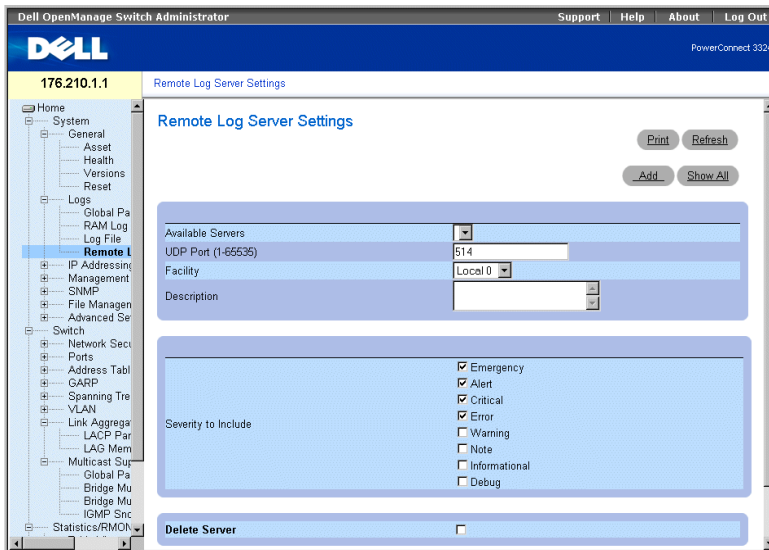 Dell OpenManage Switch Administrator
Support | Help | About | Log Out
DELL
PowerConnect 332
176.210.1.1
Remote Log Server Settings
Home
System
General
Asset
Health
Versions
Reset
Logs
Global Pa
RAM Log
Log File
Remote L
IP Addressing
Management
SNMP
File Managen
Advanced Se
Switch
Network Secu
Ports
Address Tabl
GARP
Spanning Tre
VLAN
Link Aggrega
LACP Par
LAG Mem
Multicast Sup
Global Pa
Bridge Mu
Bridge Mu
IGMP Snc
Statistics/RMON
Remote Log Server Settings
Print Refresh
Add Show All
Available Servers
UDP Port (1-65535) 514
Facility Local 0
Description
Severity to Include
Emergency
Alert
Critical
Error
Warning
Note
Informational
Debug
Delete Server